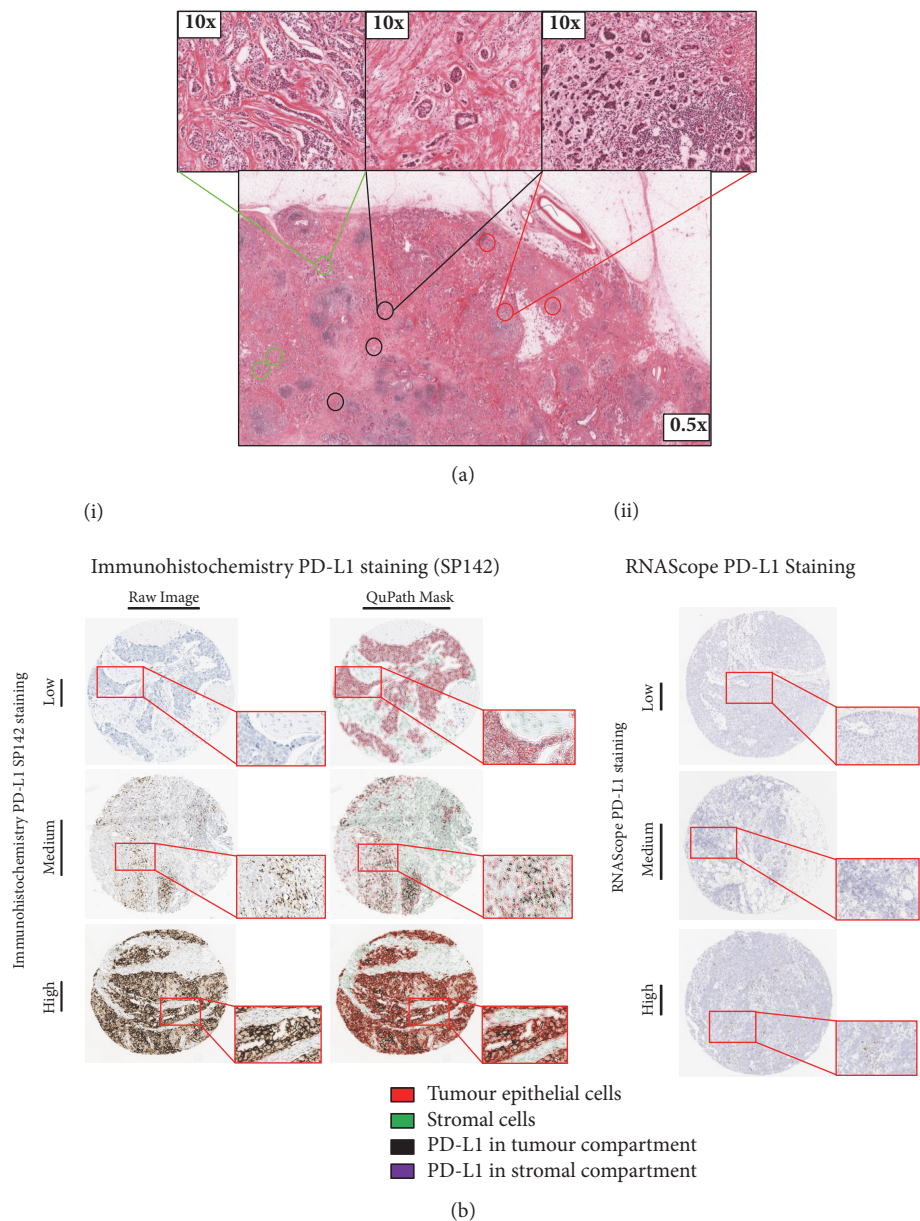 10x
10x
10x
0.5x
(a)
(i)
(ii)
Immunohistochemistry PD-L1 staining (SP142)
RNAScope PD-L1 Staining
Raw Image
QuPath Mask
Immunohistochemistry PD-L1 SP142 staining
Low
Medium
High
RNAScope PD-L1 staining
Low
Medium
High
Tumour epithelial cells
Stromal cells
PD-L1 in tumour compartment
PD-L1 in stromal compartment
(b)